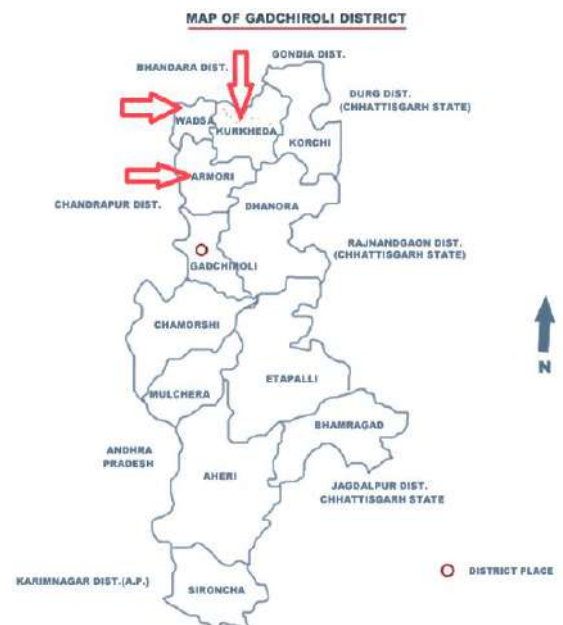 MAP OF GADCHIROLI DISTRICT
GONDIA DIST.
BHANDARA DIST.
DURG DIST.
(CHHATTISGARH STATE)
WADSA
KURKHEDA
KORCHI
ARMORI
CHANDRAPUR DIST.
DHANORA
RAJNANDGAON DIST.
(CHHATTISGARH STATE)
GADCHIROLI
CHAMORSHI
N
ETAPALLI
MULCHERA
BHAMRAGAD
ANDHRA
PRADESH
AHERI
JAGDALPUR DIST.
CHHATTISGARH STATE
DISTRICT PLACE
KARIMNAGAR DIST.(A.P.)
SIRONCHA